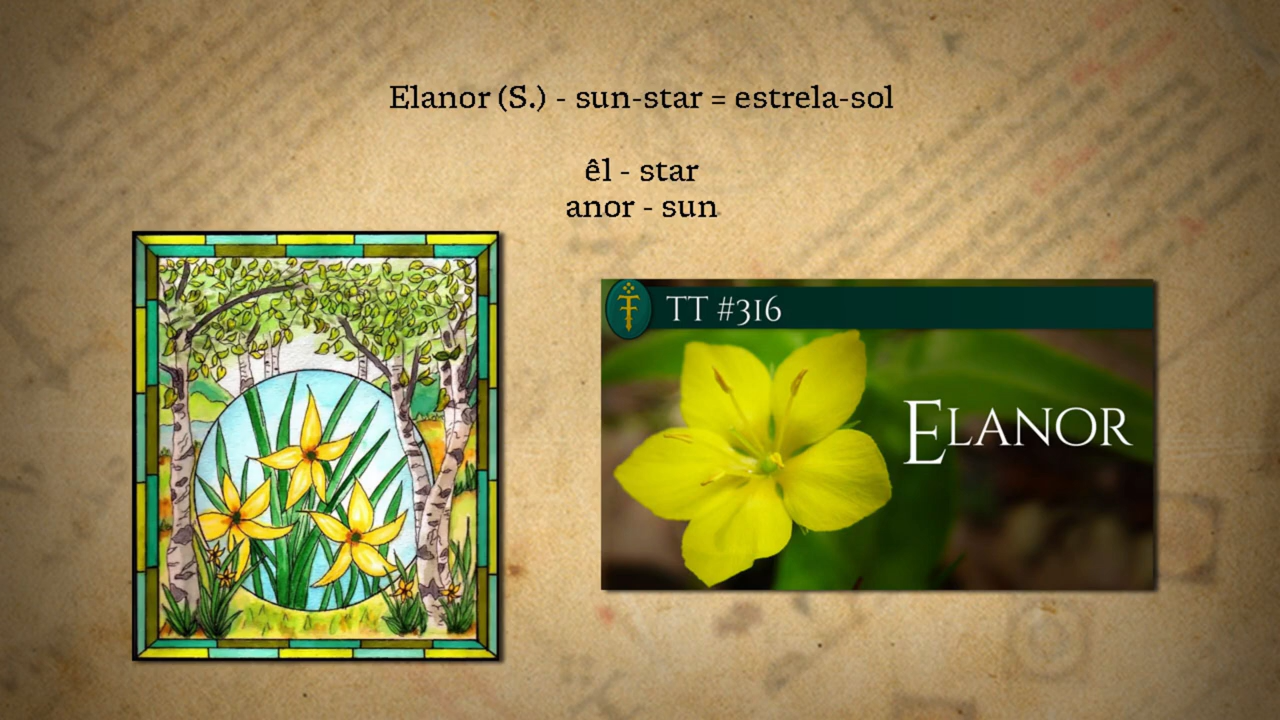 Elanor (S.) - sun-star = estrela-sol
êl - star
anor - sun
TT #316
ELANOR